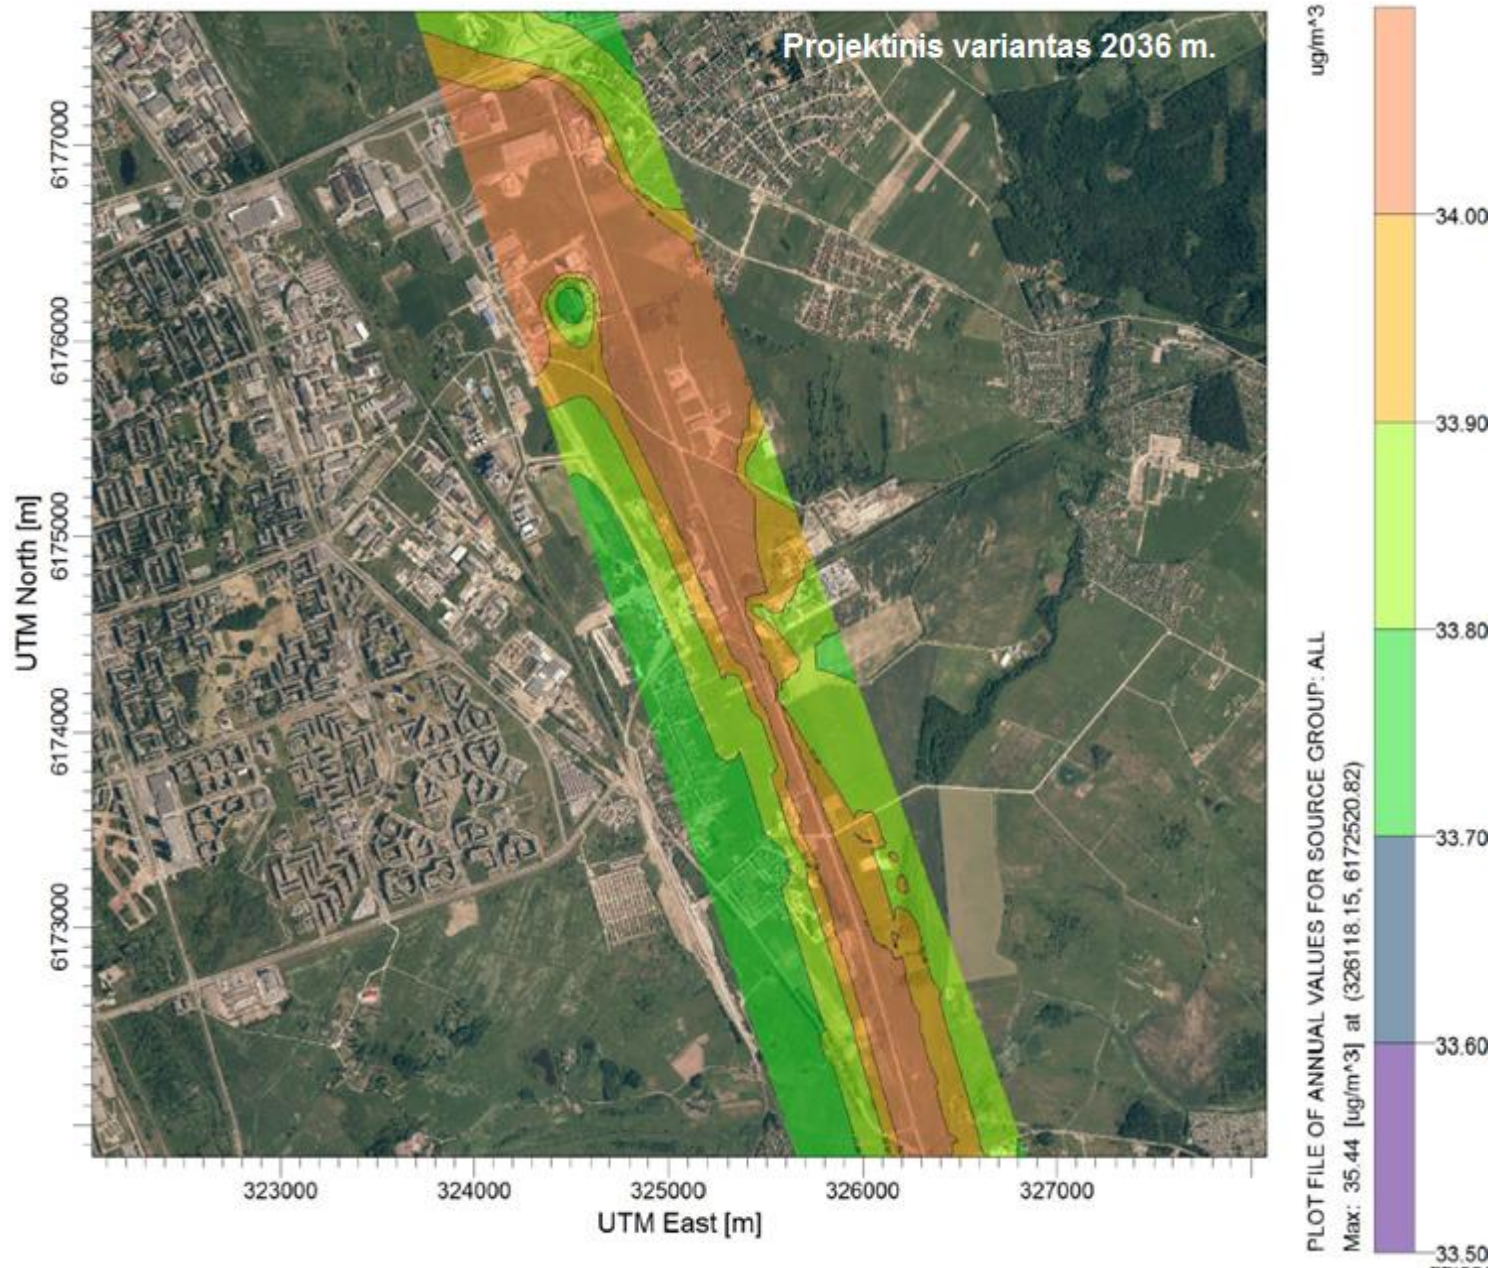 Projektinis variantas 2036 m.
ug/m^3
34.00
33.90
33.80
33.70
33.60
33.50
PLOT FILE OF ANNUAL VALUES FOR SOURCE GROUP: ALL
Max: 35.44 [ug/m^3] at (326118.15, 6172520.82)
UTM North [m]
6177000
6176000
6175000
6174000
6173000
323000 324000 325000 326000 327000
UTM East [m]